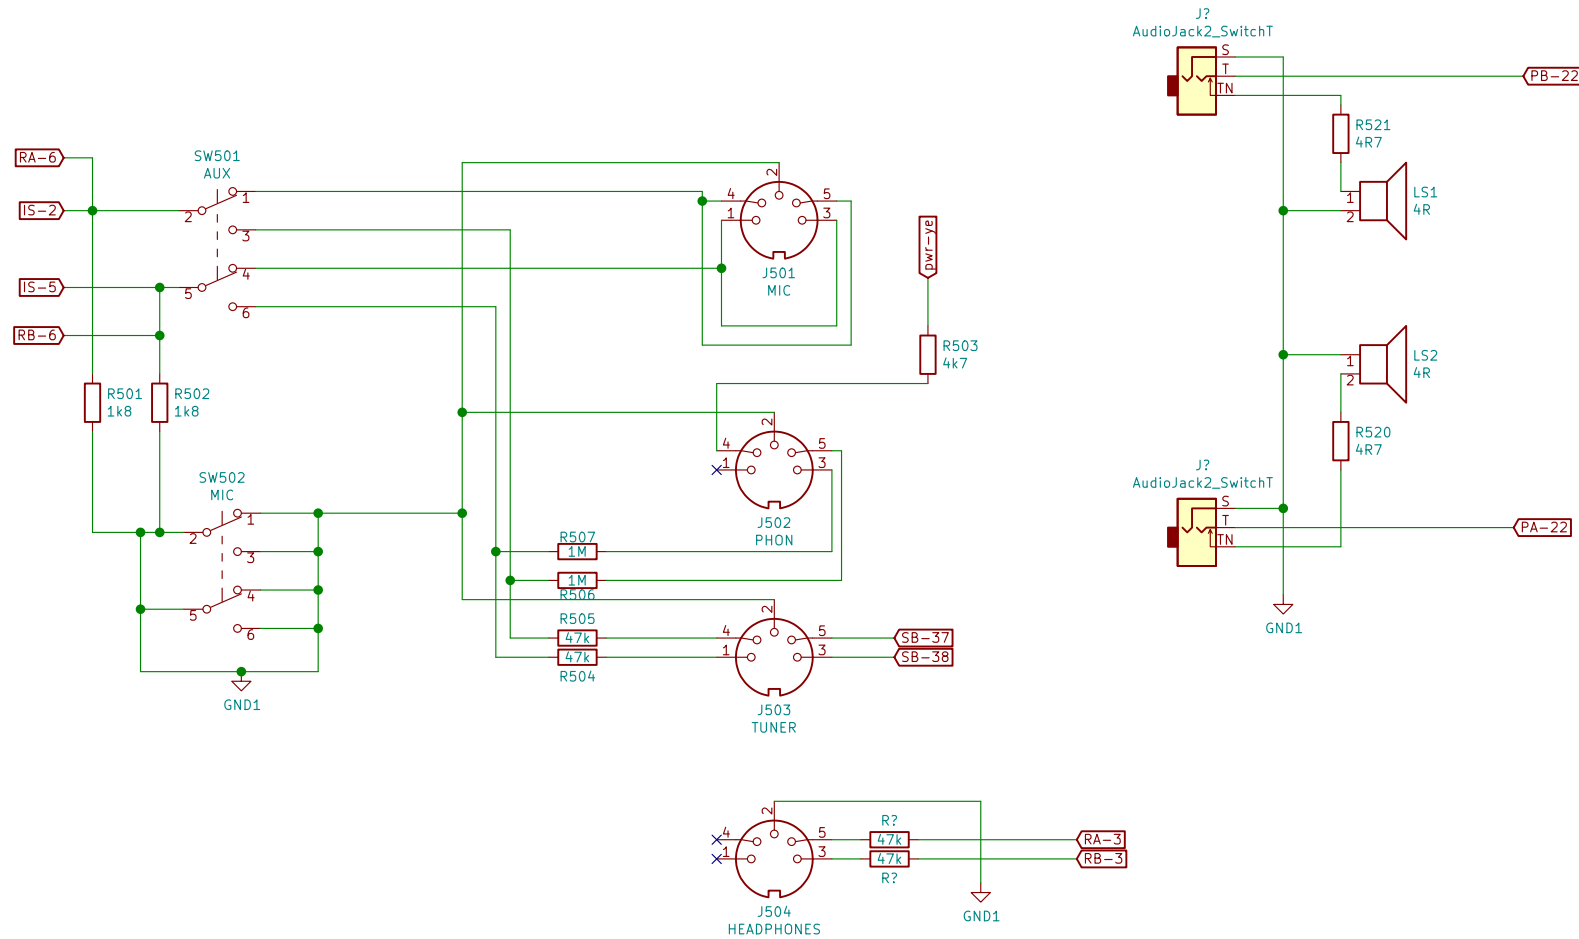 J?
AudioJack2_SwitchT
S
T
TN
PB-22
R521
4R7
1
2
LS1
4R
RA-6
IS-2
IS-5
RB-6
SW501
AUX
2
1
3
5
4
6
2
4
1
5
3
J501
MIC
pwr-ye
R503
4k7
R501
1k8
R502
1k8
1
2
LS2
4R
R520
4R7
2
4
1
5
3
J502
PHON
J?
AudioJack2_SwitchT
S
T
TN
PA-22
GND1
SW502
MIC
2
1
3
5
4
6
GND1
R507
1M
1M
R506
R505
47k
47k
R504
2
4
1
5
3
SB-37
SB-38
J503
TUNER
2
4
1
5
3
R?
47k
47k
R?
RA-3
RB-3
J504
HEADPHONES
GND1